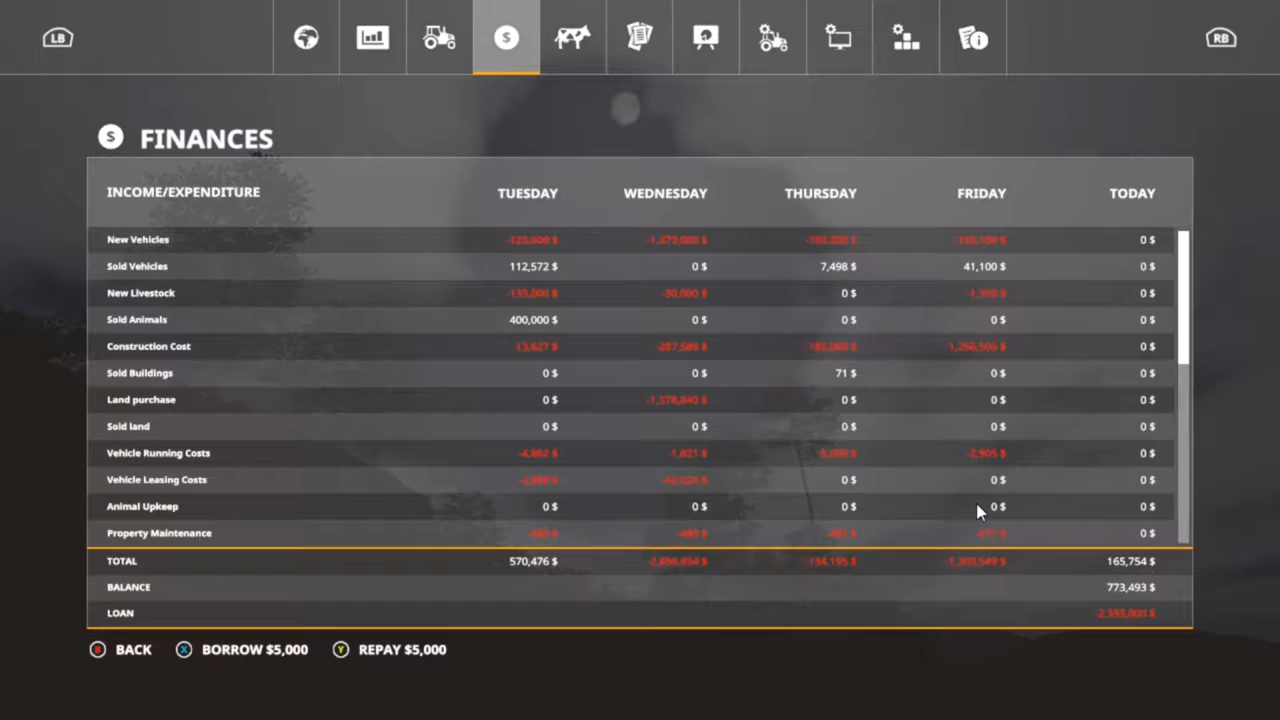 LB
$
i
RB
$ FINANCES
INCOME/EXPENDITURE TUESDAY WEDNESDAY THURSDAY FRIDAY TODAY
New Vehicles 0 $
Sold Vehicles 112,572 $ 0 $ 7,498 $ 41,100 $ 0 $
New Livestock 0 $ 0 $
Sold Animals 400,000 $ 0 $ 0 $ 0 $ 0 $
Construction Cost 0 $
Sold Buildings 0 $ 0 $ 71 $ 0 $ 0 $
Land purchase 0 $ -1,578,840 $ 0 $ 0 $ 0 $
Sold land 0 $ 0 $ 0 $ 0 $ 0 $
Vehicle Running Costs 0 $
Vehicle Leasing Costs 0 $ 0 $ 0 $
Animal Upkeep 0 $ 0 $ 0 $ 0 $ 0 $
Property Maintenance 0 $
TOTAL 570,476 $ 165,754 $
BALANCE 773,493 $
LOAN
BACK X BORROW $5,000 Y REPAY $5,000